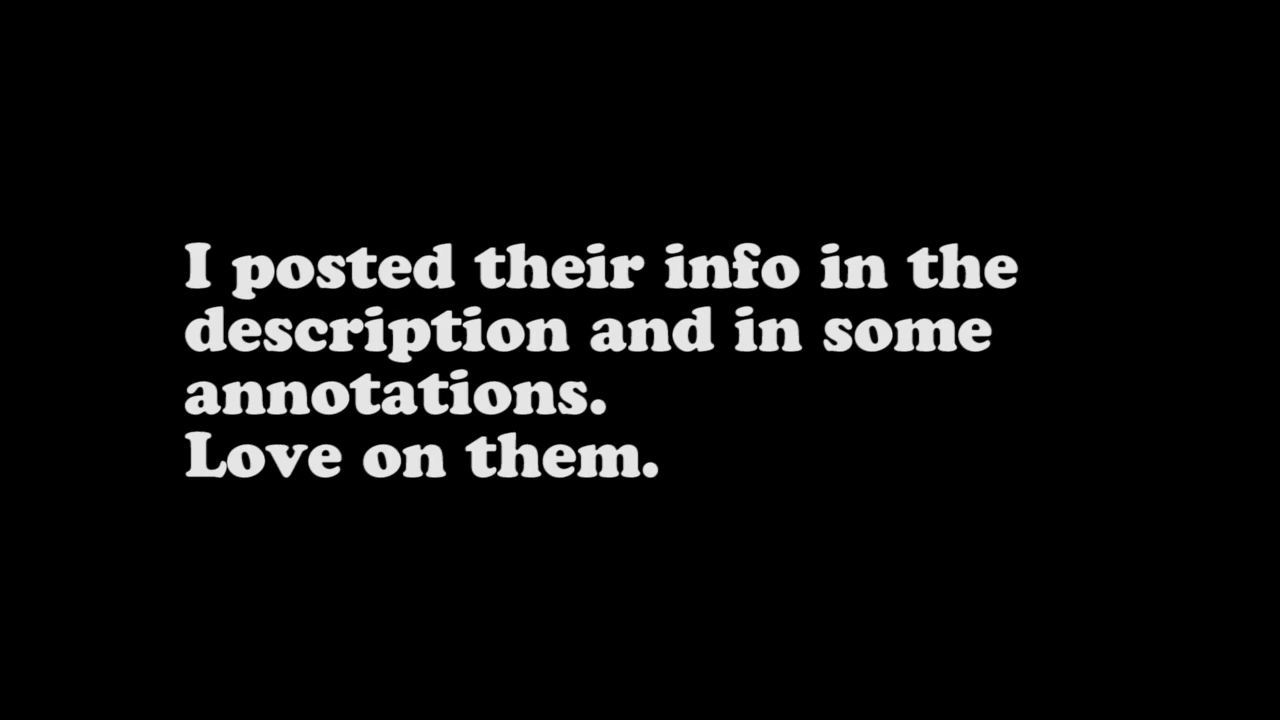 I posted their info in the
description and in some
annotations.
Love on them.